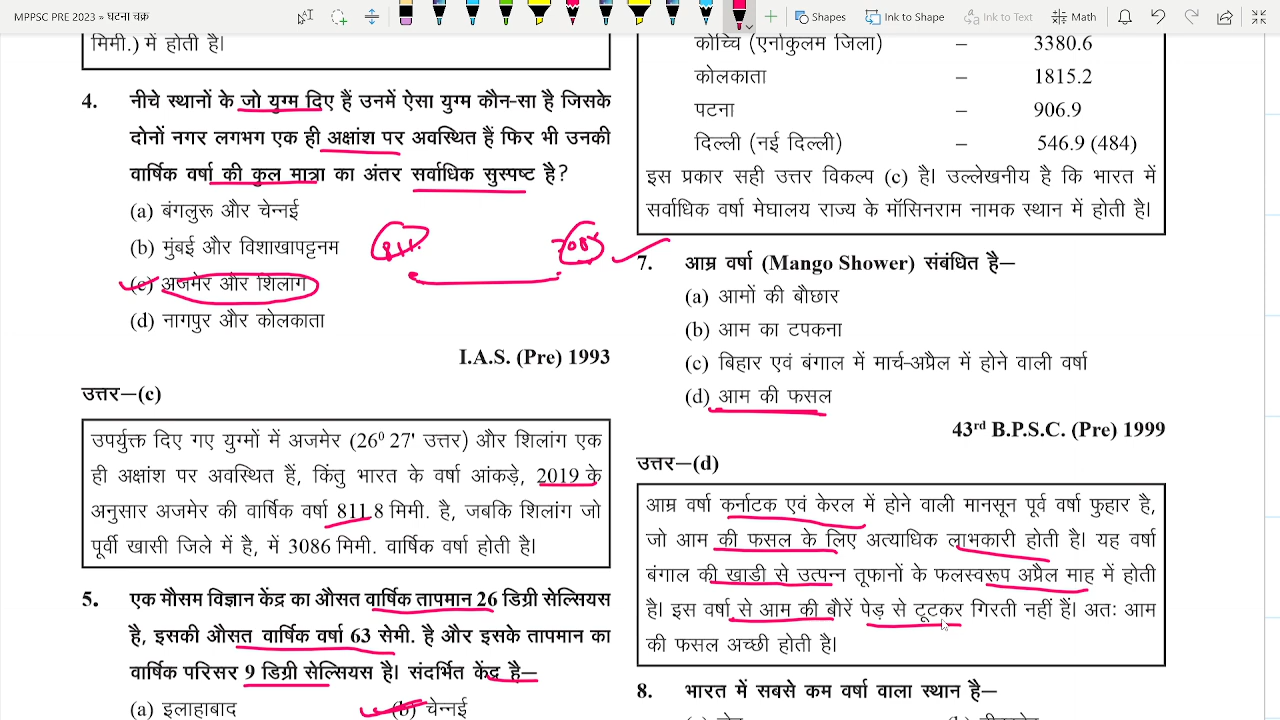 MPPSC PRE 2023 » घटना चक्र
Shapes
Ink to Shape
Ink to Text
Math
मिमी.) में होती है।
4. नीचे स्थानों के जो युग्म दिए हैं उनमें ऐसा युग्म कौन-सा है जिसके
दोनों नगर लगभग एक ही अक्षांश पर अवस्थित हैं फिर भी उनकी
वार्षिक वर्षा की कुल मात्रा का अंतर सर्वाधिक सुस्पष्ट है?
(a) बंगलुरू और चेन्नई
(b) मुंबई और विशाखापट्टनम
(c) अजमेर और शिलांग
(d) नागपुर और कोलकाता
I.A.S. (Pre) 1993
उत्तर—(c)
उपर्युक्त दिए गए युग्मों में अजमेर (26⁰ 27' उत्तर) और शिलांग एक
ही अक्षांश पर अवस्थित हैं, किंतु भारत के वर्षा आंकड़े, 2019 के
अनुसार अजमेर की वार्षिक वर्षा 811.8 मिमी. है, जबकि शिलांग जो
पूर्वी खासी जिले में है, में 3086 मिमी. वार्षिक वर्षा होती है।
5. एक मौसम विज्ञान केंद्र का औसत वार्षिक तापमान 26 डिग्री सेल्सियस
है, इसकी औसत वार्षिक वर्षा 63 सेमी. है और इसके तापमान का
वार्षिक परिसर 9 डिग्री सेल्सियस है। संदर्भित केंद्र है—
(a) इलाहाबाद (b) चेन्नई
कोच्चि (एर्नाकुलम जिला) – 3380.6
कोलकाता – 1815.2
पटना – 906.9
दिल्ली (नई दिल्ली) – 546.9 (484)
इस प्रकार सही उत्तर विकल्प (c) है। उल्लेखनीय है कि भारत में
सर्वाधिक वर्षा मेघालय राज्य के मॉसिनराम नामक स्थान में होती है।
7. आम्र वर्षा (Mango Shower) संबंधित है—
(a) आमों की बौछार
(b) आम का टपकना
(c) बिहार एवं बंगाल में मार्च-अप्रैल में होने वाली वर्षा
(d) आम की फसल
43ʳᵈ B.P.S.C. (Pre) 1999
उत्तर—(d)
आम्र वर्षा कर्नाटक एवं केरल में होने वाली मानसून पूर्व वर्षा फुहार है,
जो आम की फसल के लिए अत्याधिक लाभकारी होती है। यह वर्षा
बंगाल की खाडी से उत्पन्न तूफानों के फलस्वरूप अप्रैल माह में होती
है। इस वर्षा से आम की बौरें पेड़ से टूटकर गिरती नहीं हैं। अतः आम
की फसल अच्छी होती है।
8. भारत में सबसे कम वर्षा वाला स्थान है—